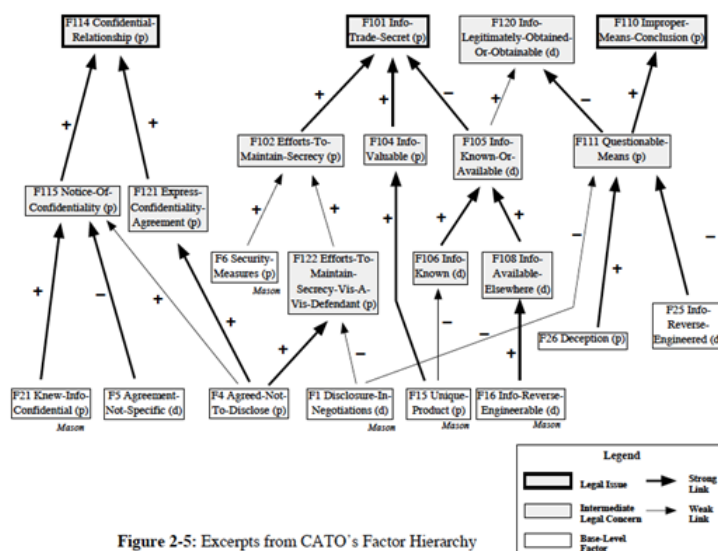 F114 Confidential-
Relationship (p)
F101 Info-
Trade-Secret (p)
F120 Info-
Legitimately-Obtained-
Or-Obtainable (d)
F110 Improper-
Means-Conclusion (p)
+
+
+
+
−
+
−
+
F102 Efforts-To-
Maintain-Secrecy (p)
F104 Info-
Valuable (p)
F105 Info-
Known-Or-
Available (d)
F111 Questionable-
Means (p)
F115 Notice-Of-
Confidentiality (p)
F121 Express-
Confidentiality-
Agreement (p)
+
+
+
+
−
+
−
F6 Security-
Measures (p)
Mason
F122 Efforts-To-
Maintain-
Secrecy-Vis-A-
Vis-Defendant (p)
F106 Info-
Known (d)
F108 Info-
Available-
Elsewhere (d)
F26 Deception (p)
F25 Info-
Reverse-
Engineered (d)
+
−
+
+
+
−
+
−
+
F21 Knew-Info-
Confidential (p)
Mason
F5 Agreement-
Not-Specific (d)
F4 Agreed-Not-
To-Disclose (p)
F1 Disclosure-In-
Negotiations (d)
Mason
F15 Unique-
Product (p)
Mason
F16 Info-Reverse-
Engineerable (d)
Mason
Legend
Legal Issue
Strong
Link
Intermediate
Legal Concern
Weak
Link
Base-Level
Factor
Figure 2-5: Excerpts from CATO`s Factor Hierarchy